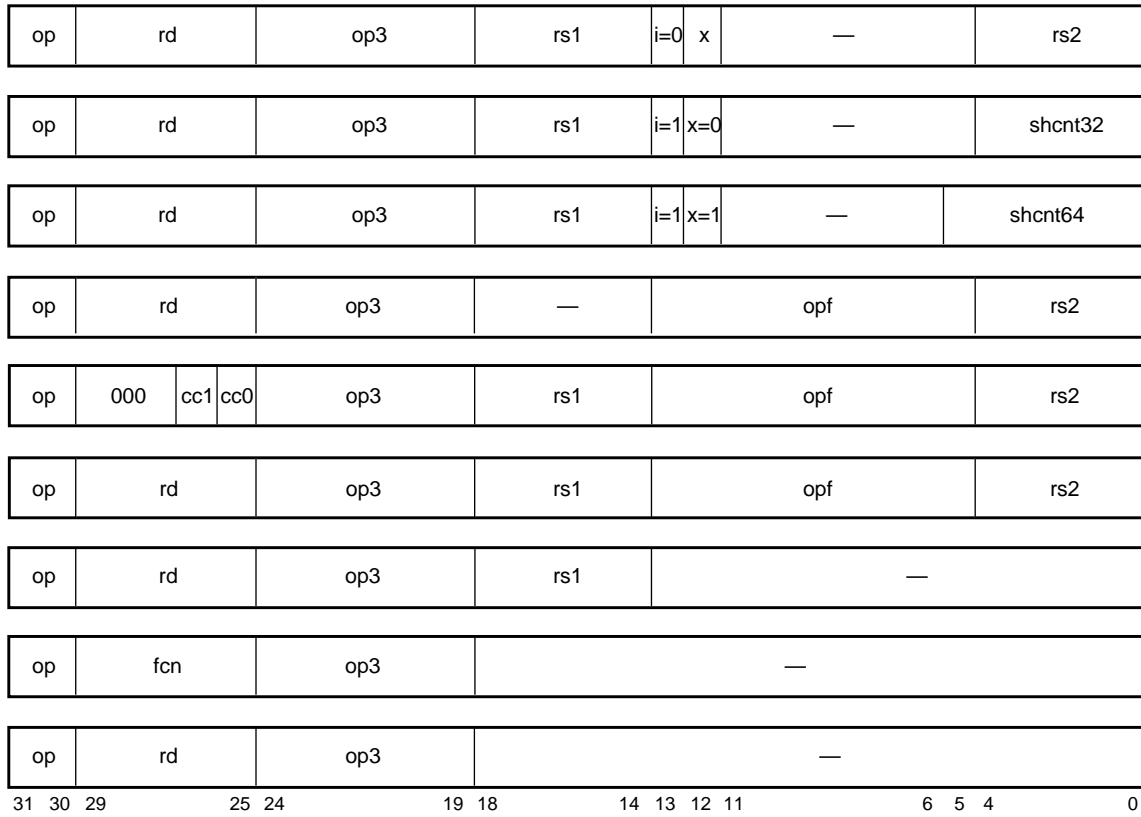 op rd op3 rs1 i=0 x — rs2
op rd op3 rs1 i=1 x=0 — shcnt32
op rd op3 rs1 i=1 x=1 — shcnt64
op rd op3 — opf rs2
op 000 cc1 cc0 op3 rs1 opf rs2
op rd op3 rs1 opf rs2
op rd op3 rs1 —
op fcn op3 —
op rd op3 —
31 30 29 25 24 19 18 14 13 12 11 6 5 4 0